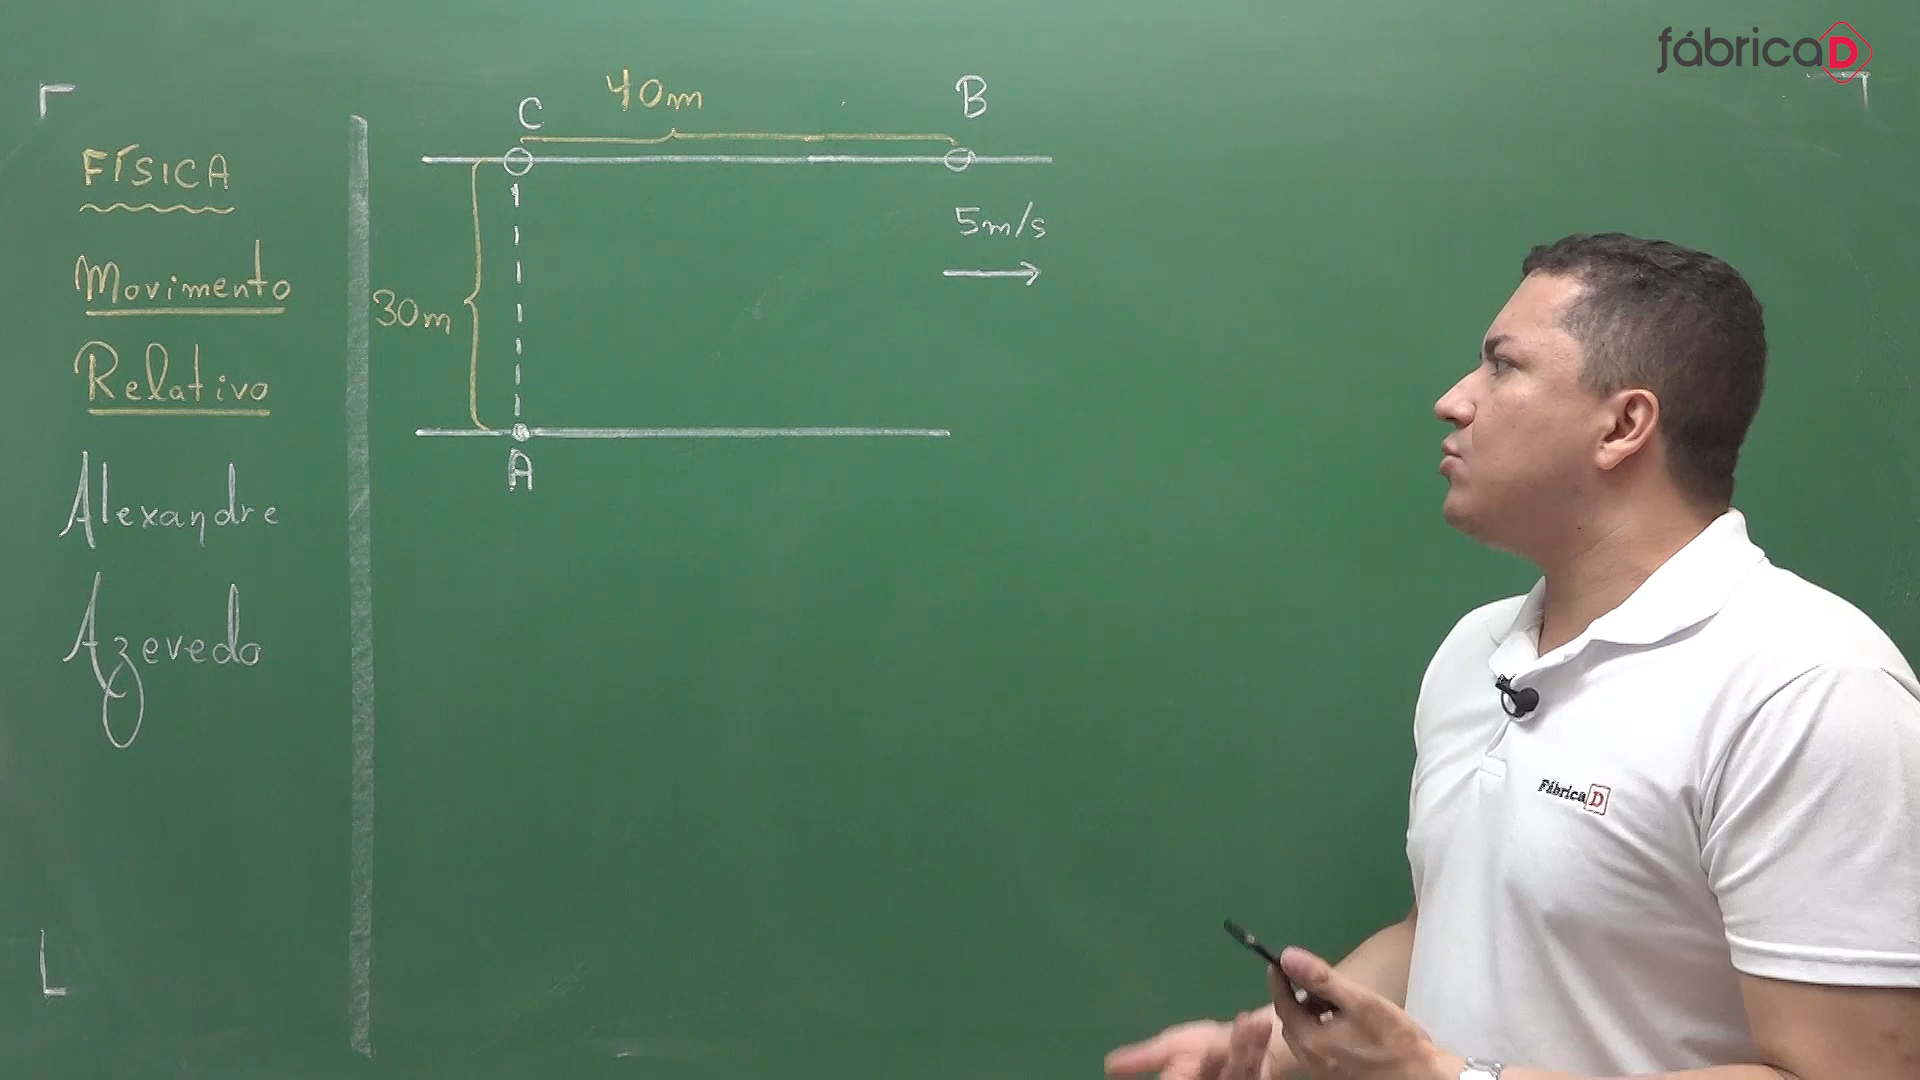 fábricaD
FÍSICA
Movimento
Relativo
Alexandre
Azevedo
C
40m
B
5m/s
30m
A
FábricaD